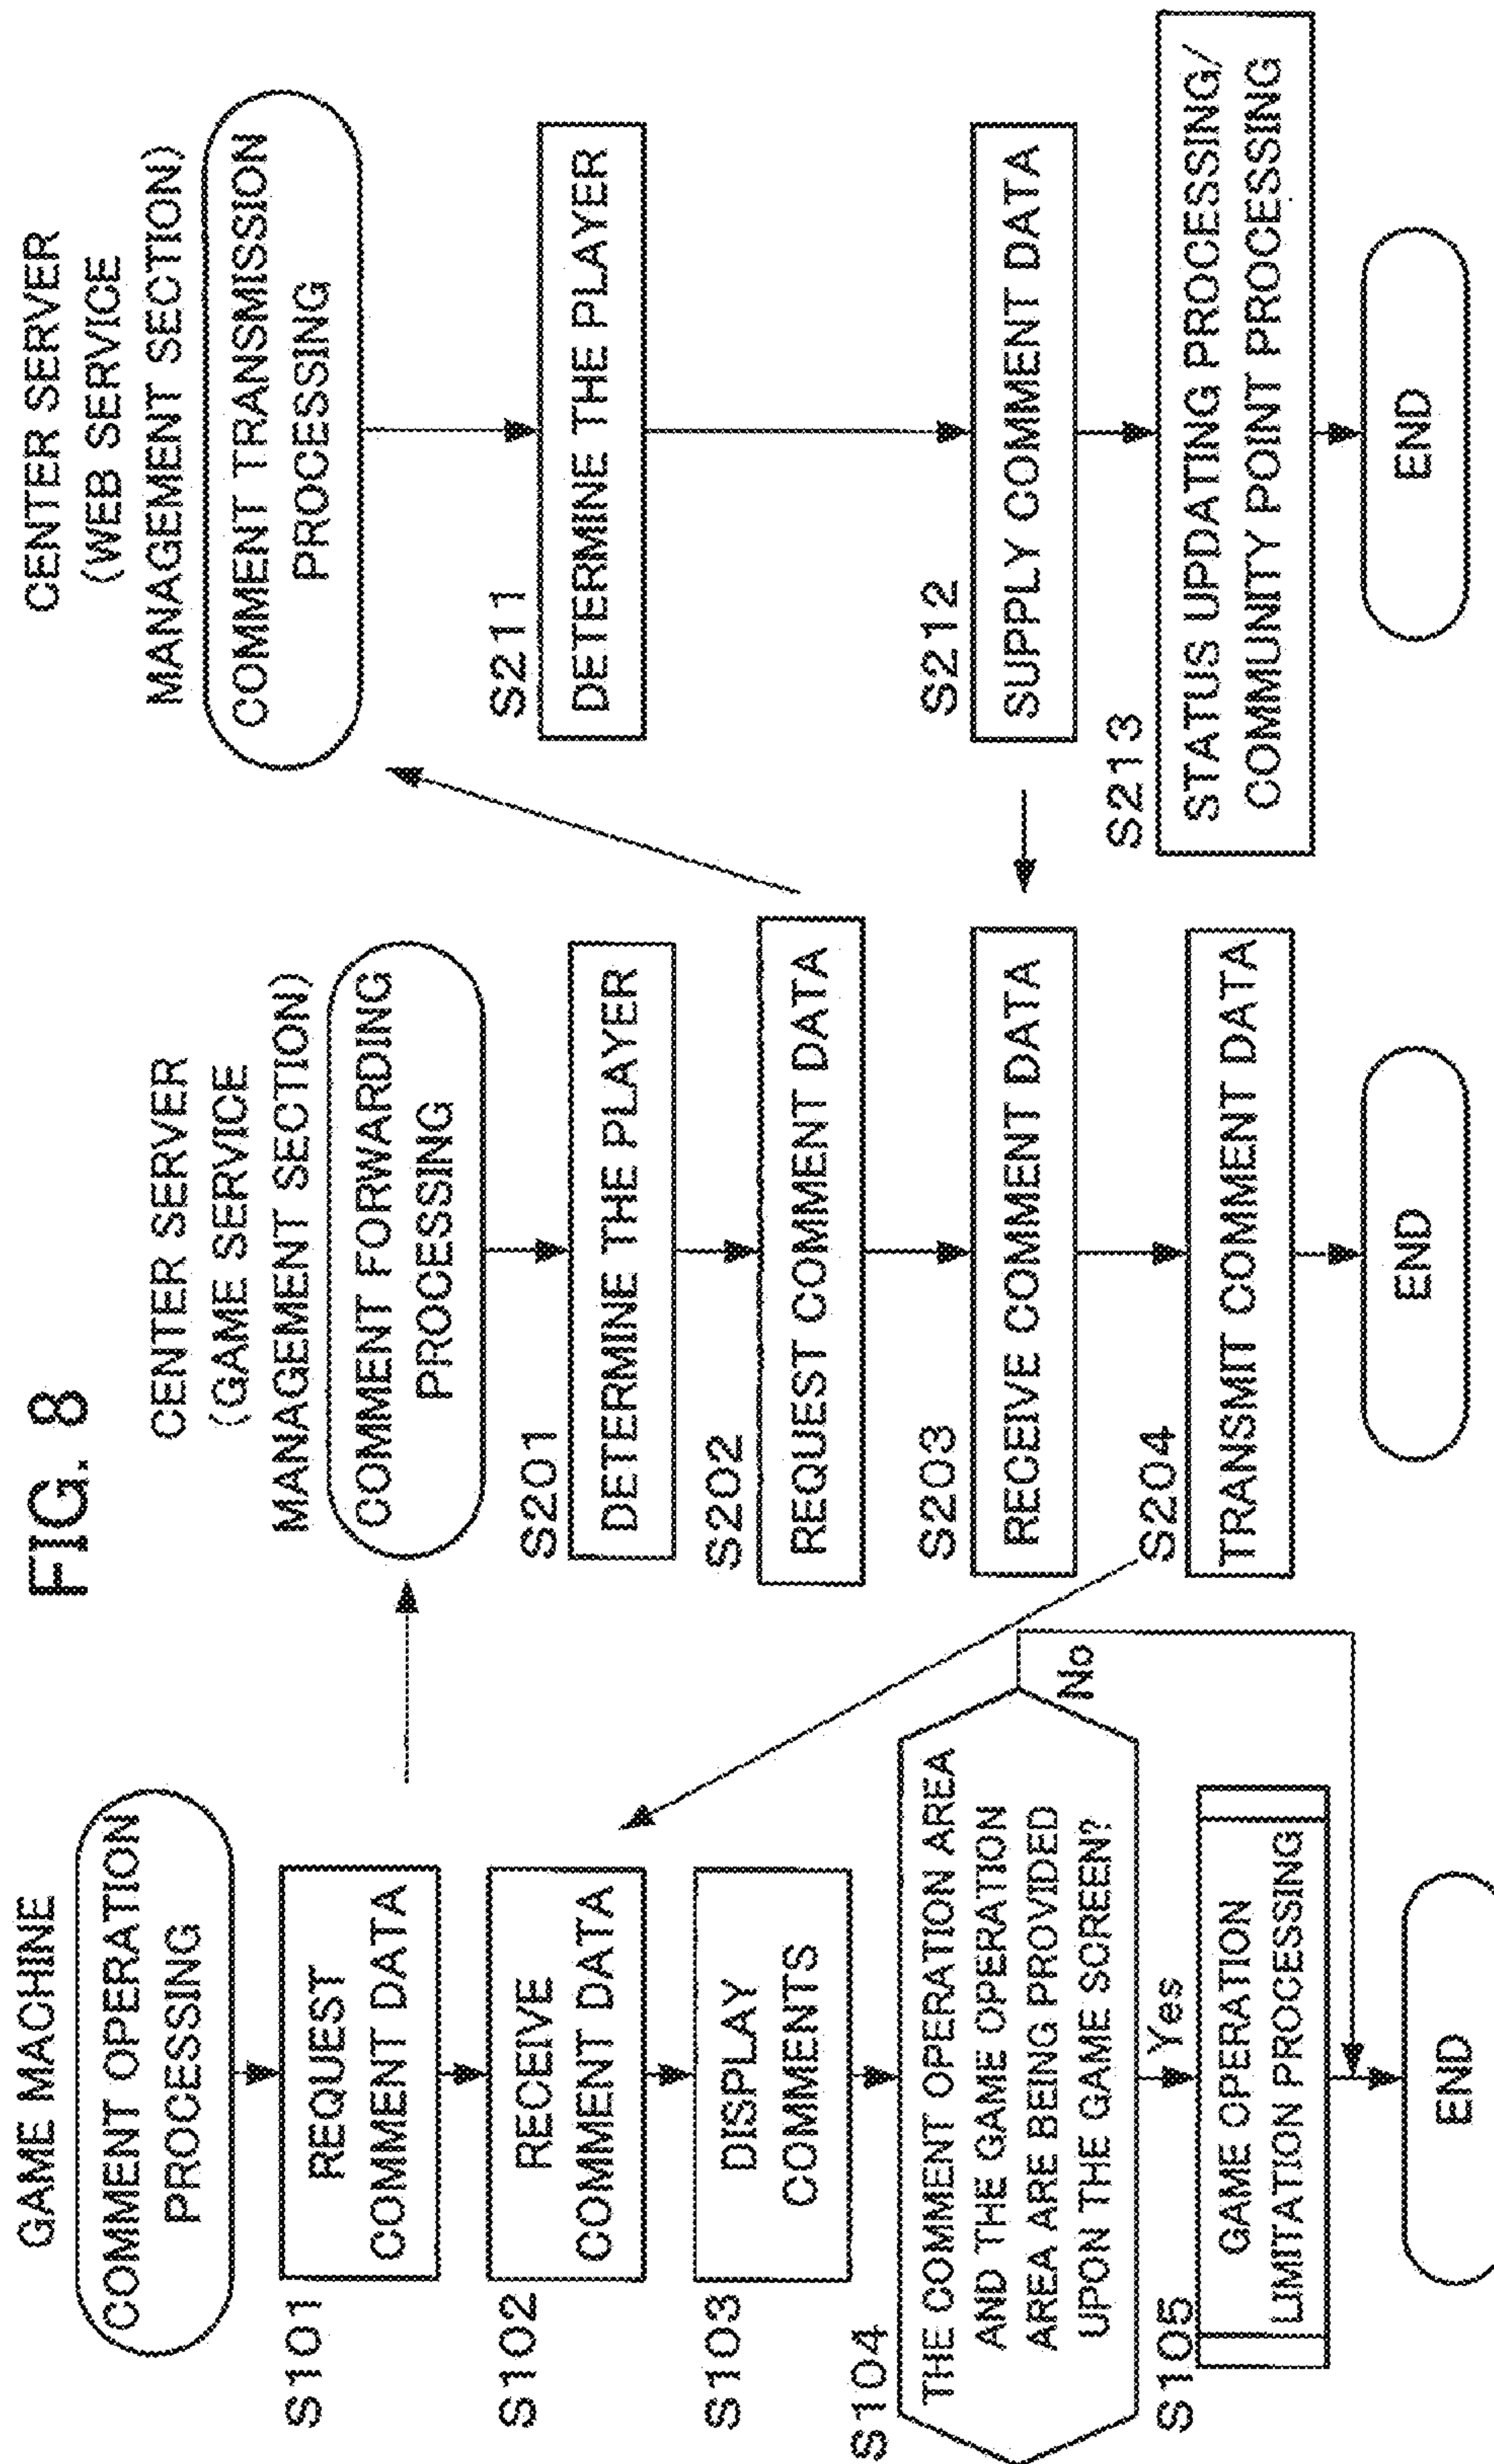 FIG. 8
GAME MACHINE
COMMENT OPERATION
PROCESSING
S101
REQUEST
COMMENT DATA
S102
RECEIVE
COMMENT DATA
S103
DISPLAY
COMMENTS
S104
THE COMMENT OPERATION AREA
AND THE GAME OPERATION
AREA ARE BEING PROVIDED
UPON THE GAME SCREEN?
No
Yes
S105
GAME OPERATION
LIMITATION PROCESSING
END
CENTER SERVER
(GAME SERVICE
MANAGEMENT SECTION)
COMMENT FORWARDING
PROCESSING
S201
DETERMINE THE PLAYER
S202
REQUEST COMMENT DATA
S203
RECEIVE COMMENT DATA
S204
TRANSMIT COMMENT DATA
END
CENTER SERVER
(WEB SERVICE
MANAGEMENT SECTION)
COMMENT TRANSMISSION
PROCESSING
S211
DETERMINE THE PLAYER
S212
SUPPLY COMMENT DATA
S213
STATUS UPDATING PROCESSING/
COMMUNITY POINT PROCESSING
END